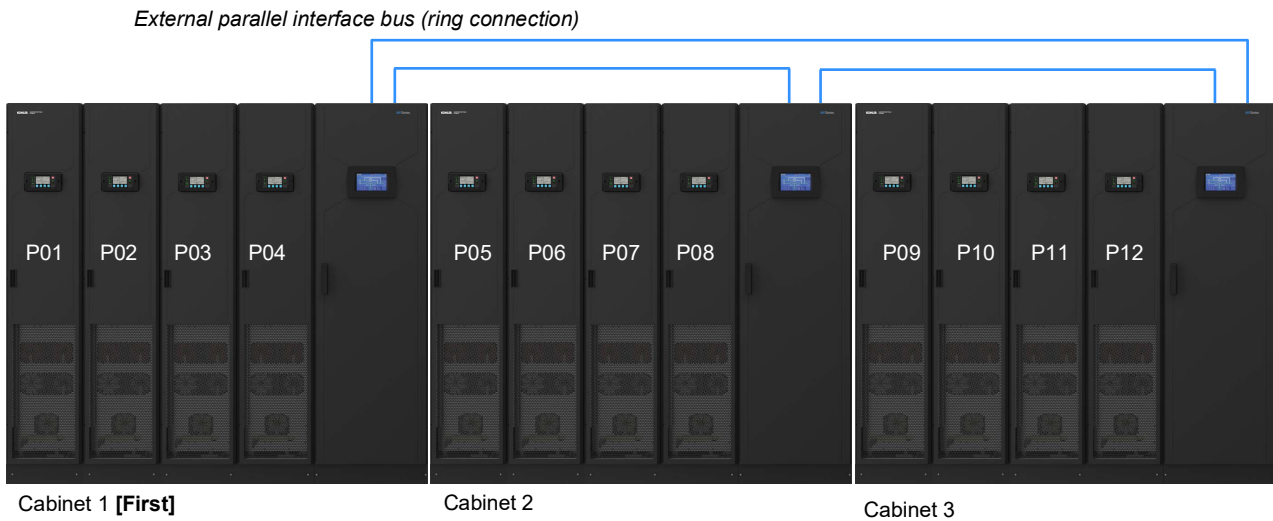 External parallel interface bus (ring connection)
P01 P02 P03 P04 P05 P06 P07 P08 P09 P10 P11 P12
Cabinet 1 [First] Cabinet 2 Cabinet 3